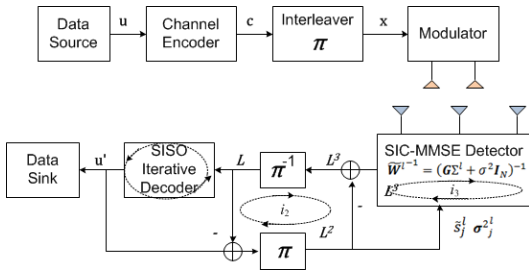 Data
Source
u
Channel
Encoder
c
Interleaver
π
x
Modulator
Data
Sink
u'
SISO
Iterative
Decoder
L
π⁻¹
L³
SIC-MMSE Detector
W̃ˡ⁻¹ = (GΣˡ + σ²I_N)⁻¹
L³
i₃
i₂
-
-
π
L²
s̃ⱼˡ σ²ⱼˡ